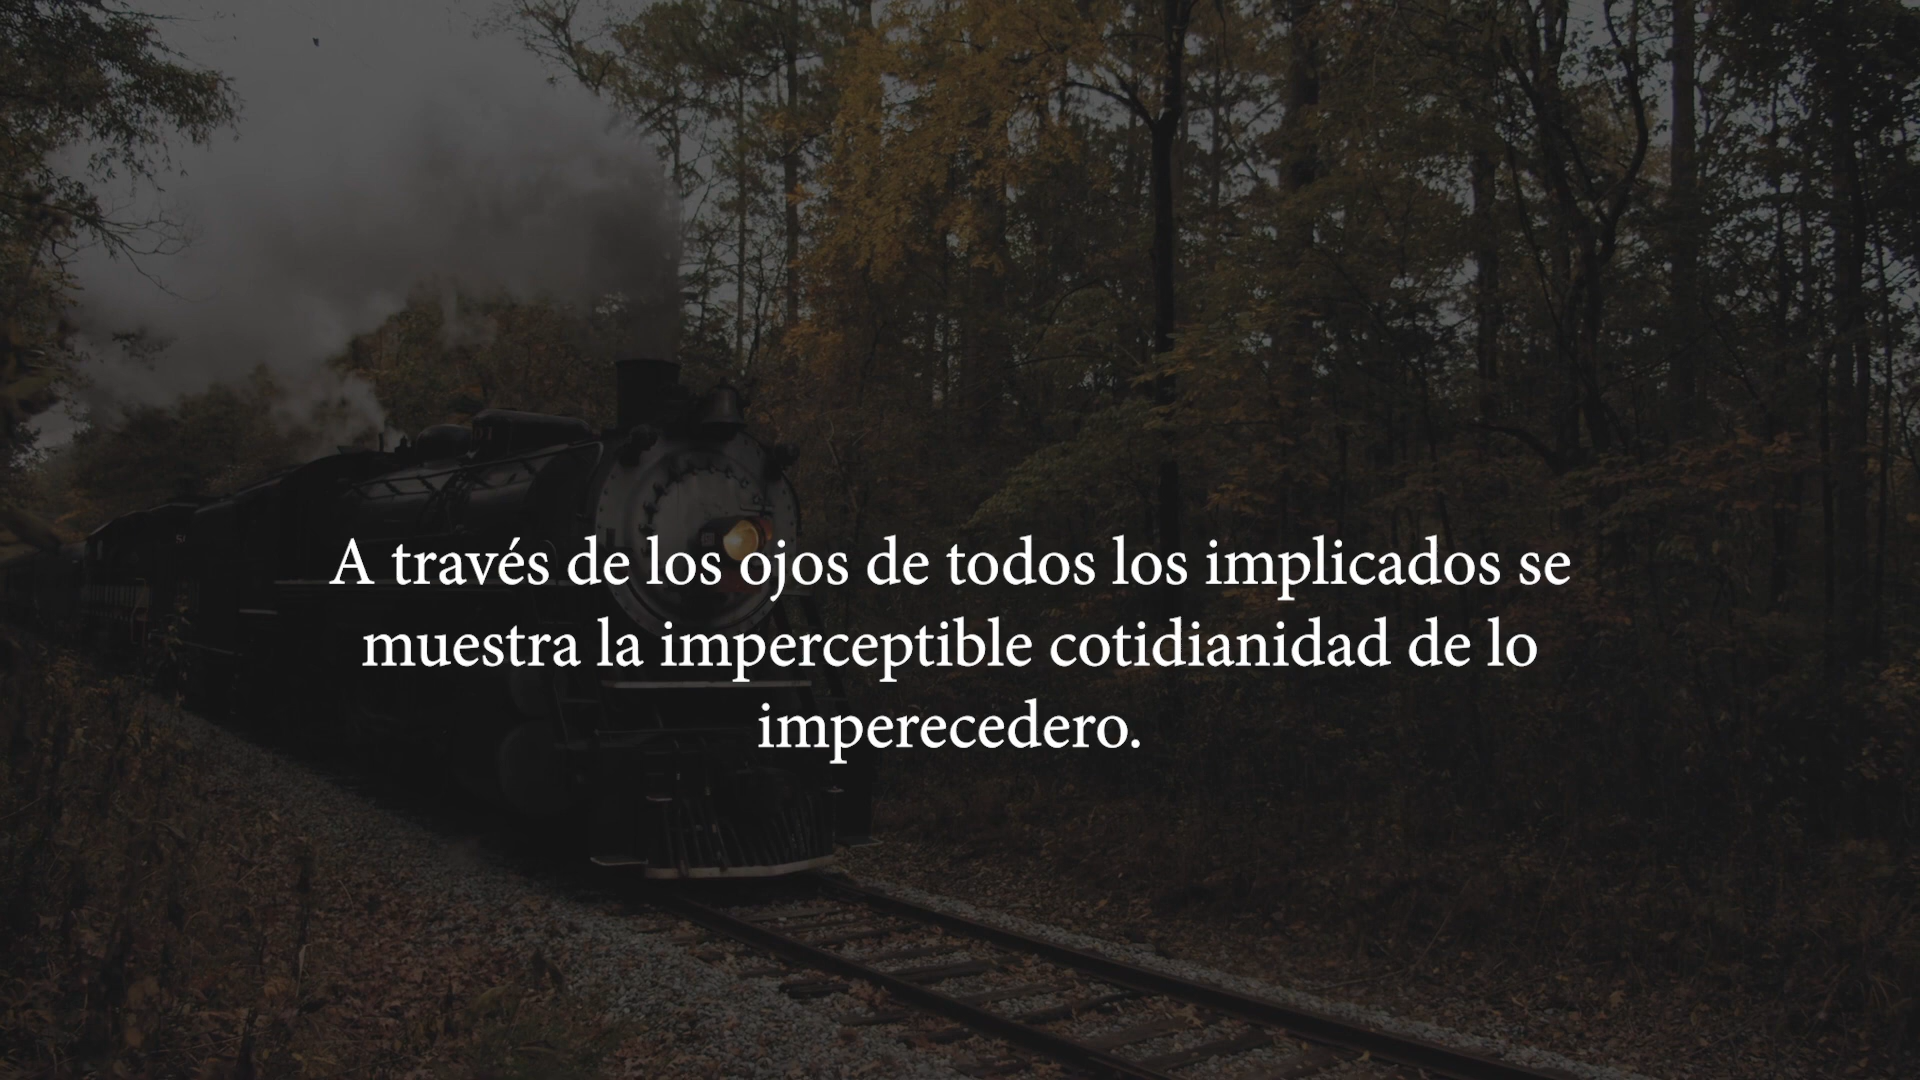 A través de los ojos de todos los implicados se
muestra la imperceptible cotidianidad de lo
imperecedero.